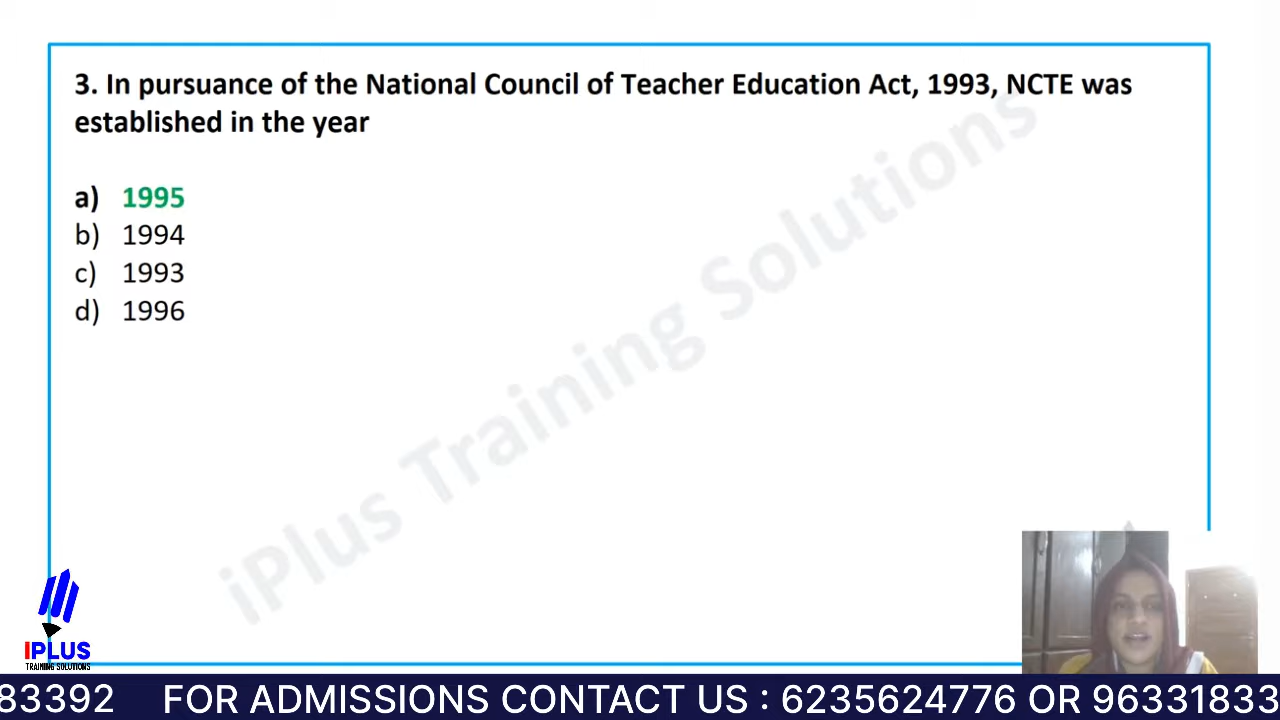 3. In pursuance of the National Council of Teacher Education Act, 1993, NCTE was
established in the year
a) 1995
b) 1994
c) 1993
d) 1996
iPlus Training Solutions
IPLUS
TRAINING SOLUTIONS
83392 FOR ADMISSIONS CONTACT US : 6235624776 OR 96331833